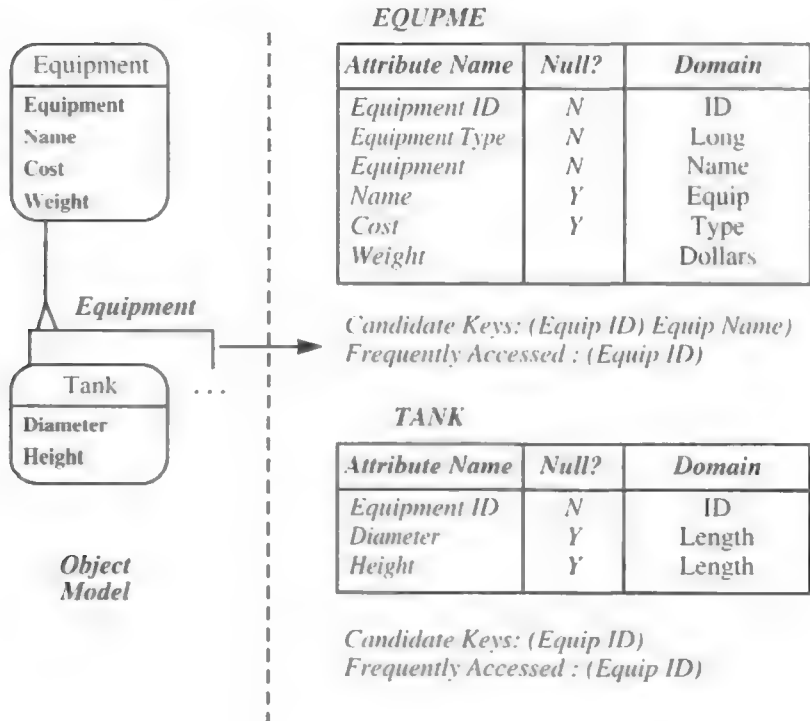 Equipment
Equipment
Name
Cost
Weight
Equipment
Tank
. . .
Diameter
Height
Object
Model
EQUPME
Attribute Name Null? Domain
Equipment ID N ID
Equipment Type N Long
Equipment N Name
Name Y Equip
Cost Y Type
Weight Dollars
Candidate Keys: (Equip ID) Equip Name)
Frequently Accessed : (Equip ID)
TANK
Attribute Name Null? Domain
Equipment ID N ID
Diameter Y Length
Height Y Length
Candidate Keys: (Equip ID)
Frequently Accessed : (Equip ID)